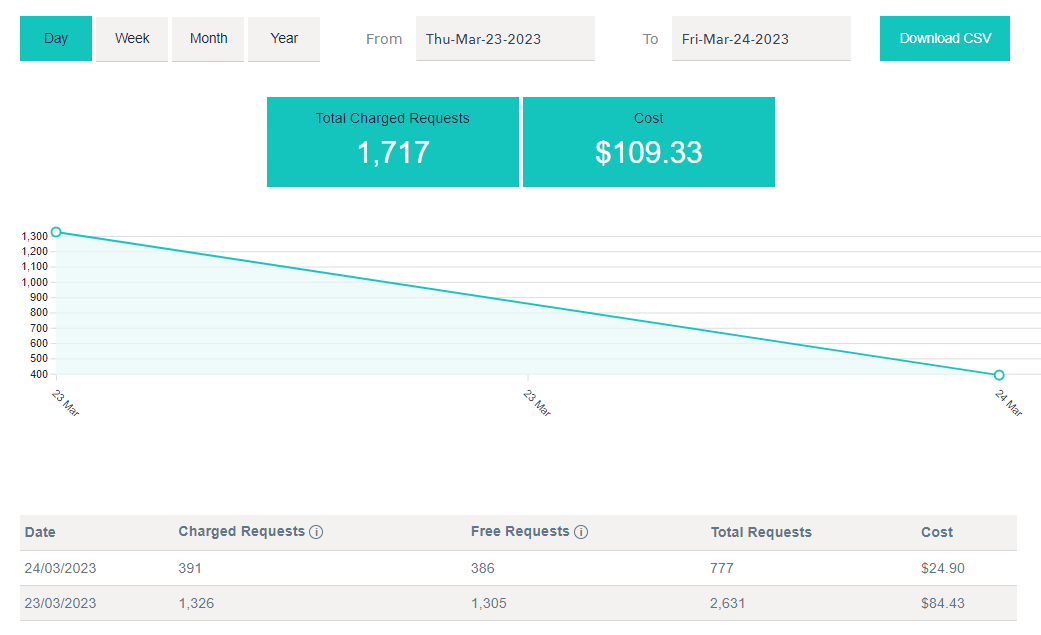 Day Week Month Year From Thu-Mar-23-2023 To Fri-Mar-24-2023 Download CSV
Total Charged Requests Cost
1,717 $109.33
1,300
1,200
1,100
1,000
900
800
700
600
500
400
23 Mar 23 Mar 24 Mar
Date Charged Requests Free Requests Total Requests Cost
24/03/2023 391 386 777 $24.90
23/03/2023 1,326 1,305 2,631 $84.43